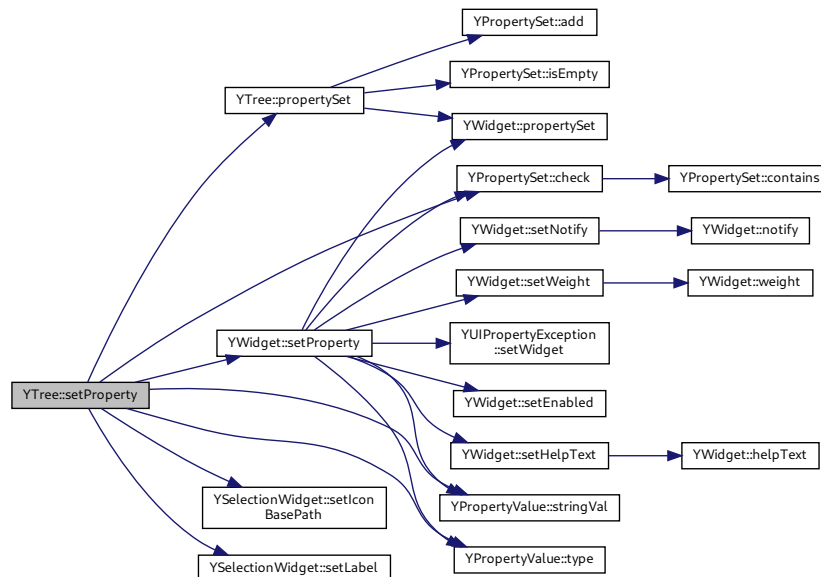 YPropertySet::add
YPropertySet::isEmpty
YTree::propertySet
YWidget::propertySet
YPropertySet::check
YPropertySet::contains
YWidget::setNotify
YWidget::notify
YWidget::setWeight
YWidget::weight
YWidget::setProperty
YUIPropertyException
::setWidget
YTree::setProperty
YWidget::setEnabled
YWidget::setHelpText
YWidget::helpText
YSelectionWidget::setIcon
BasePath
YPropertyValue::stringVal
YPropertyValue::type
YSelectionWidget::setLabel